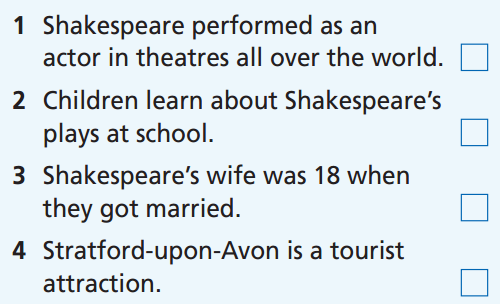 1 Shakespeare performed as an
actor in theatres all over the world.
2 Children learn about Shakespeare’s
plays at school.
3 Shakespeare’s wife was 18 when
they got married.
4 Stratford-upon-Avon is a tourist
attraction.